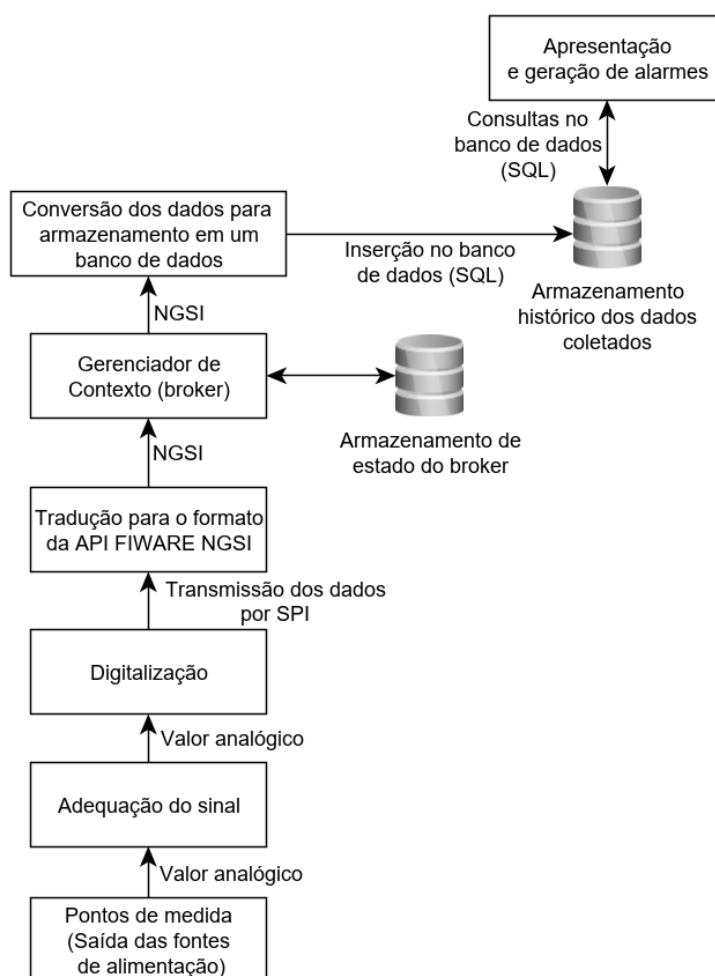 Apresentação
e geração de alarmes
Consultas no
banco de dados
(SQL)
Conversão dos dados para
armazenamento em um
banco de dados
Inserção no banco
de dados (SQL)
Armazenamento
histórico dos dados
coletados
NGSI
Gerenciador de
Contexto (broker)
Armazenamento de
estado do broker
NGSI
Tradução para o formato
da API FIWARE NGSI
Transmissão dos dados
por SPI
Digitalização
Valor analógico
Adequação do sinal
Valor analógico
Pontos de medida
(Saída das fontes
de alimentação)